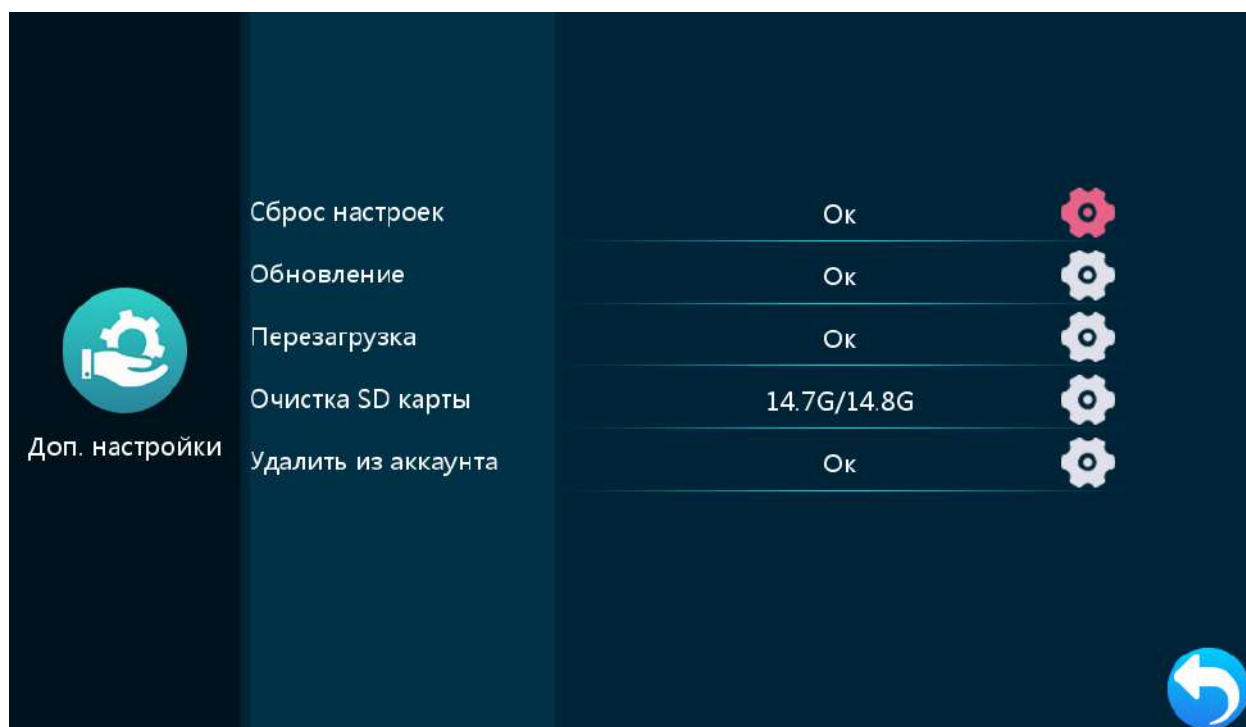 Сброс настроек Ок
Обновление Ок
Перезагрузка Ок
Очистка SD карты 14.7G/14.8G
Доп. настройки
Удалить из аккаунта Ок